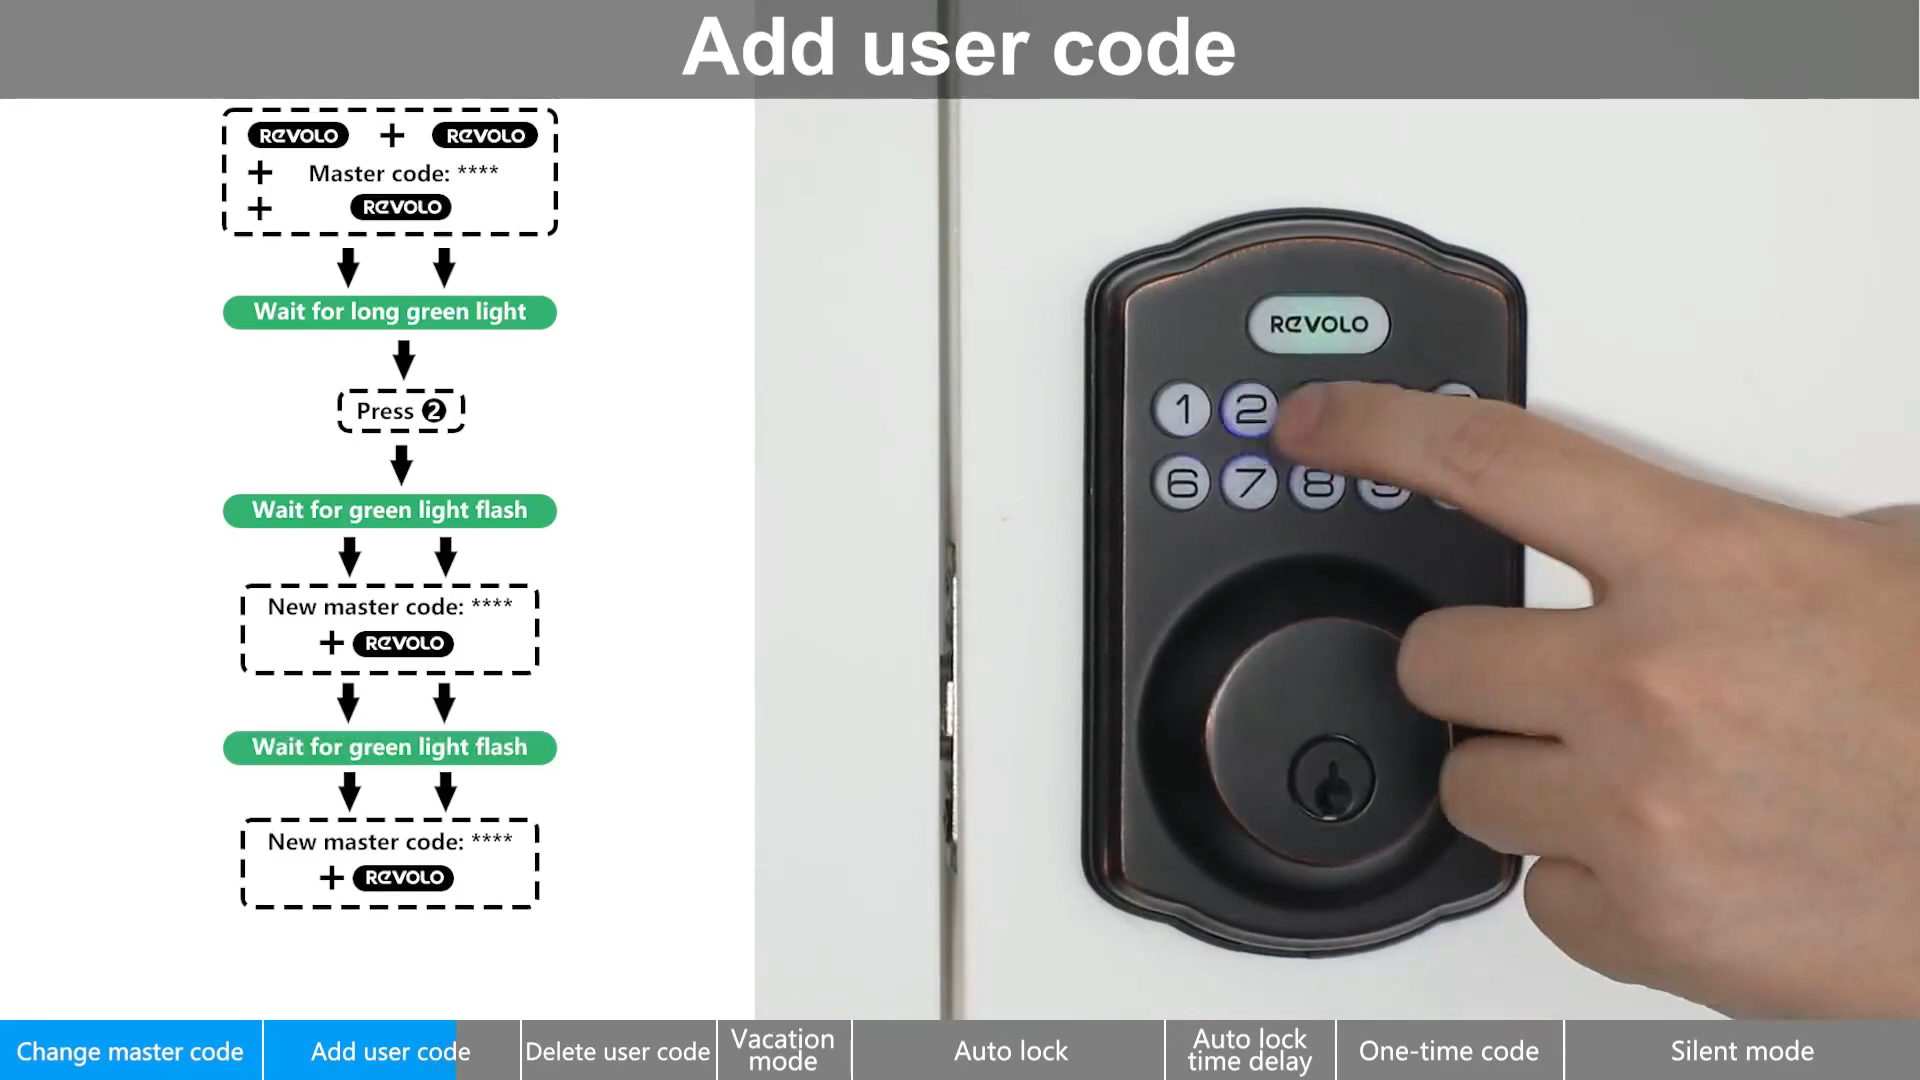 Add user code
REVOLO + REVOLO
+ Master code: ****
+ REVOLO
Wait for long green light
Press 2
Wait for green light flash
New master code: ****
+ REVOLO
Wait for green light flash
New master code: ****
+ REVOLO
REVOLO
1 2
6 7 8 9
Change master code
Add user code
Delete user code
Vacation
mode
Auto lock
Auto lock
time delay
One-time code
Silent mode